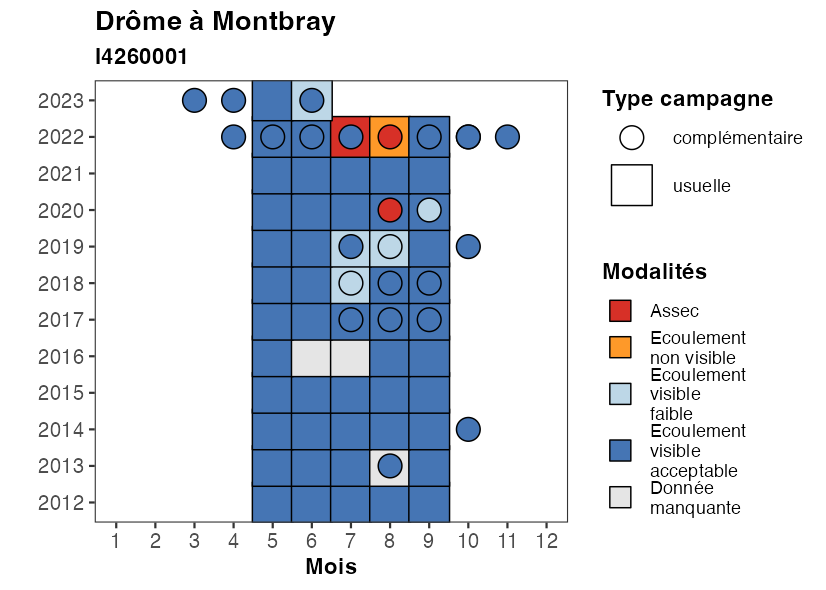 Drôme à Montbray
I4260001
2023
2022
2021
2020
2019
2018
2017
2016
2015
2014
2013
2012
1 2 3 4 5 6 7 8 9 10 11 12
Mois
Type campagne
complémentaire
usuelle
Modalités
Assec
Ecoulement
non visible
Ecoulement
visible
faible
Ecoulement
visible
acceptable
Donnée
manquante